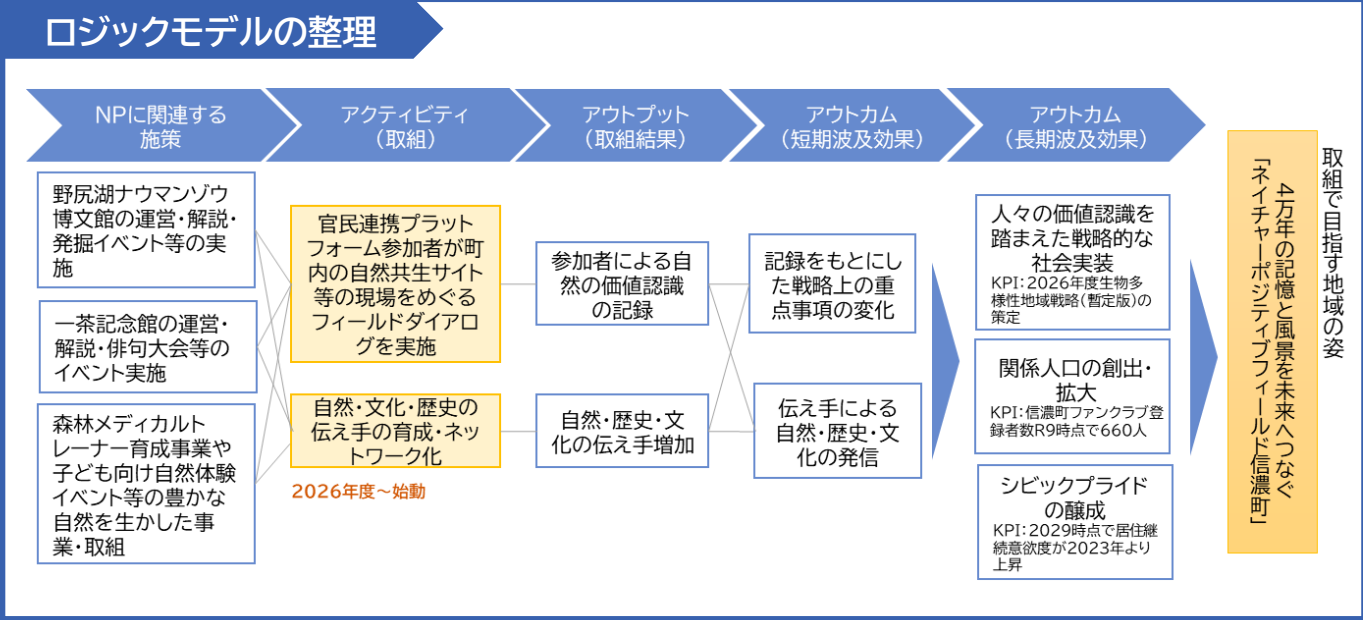 ロジックモデルの整理
NPに関連する
施策
アクティビティ
（取組）
アウトプット
（取組結果）
アウトカム
（短期波及効果）
アウトカム
（長期波及効果）
野尻湖ナウマンゾウ
博文館の運営・解説・
発掘イベント等の実
施
一茶記念館の運営・
解説・俳句大会等の
イベント実施
森林メディカルト
レーナー育成事業や
子ども向け自然体験
イベント等の豊かな
自然を生かした事
業・取組
官民連携プラット
フォーム参加者が町
内の自然共生サイト
等の現場をめぐる
フィールドダイアロ
グを実施
自然・文化・歴史の
伝え手の育成・ネッ
トワーク化
2026年度～始動
参加者による自
然の価値認識
の記録
自然・歴史・文
化の伝え手増加
記録をもとにし
た戦略上の重
点事項の変化
伝え手による
自然・歴史・文
化の発信
人々の価値認識を
踏まえた戦略的な
社会実装
KPI：2026年度生物多
様性地域戦略（暫定版）の
策定
関係人口の創出・
拡大
KPI：信濃町ファンクラブ登
録者数R9時点で660人
シビックプライド
の醸成
KPI：2029時点で居住継
続意欲度が2023年より
上昇
取組で目指す地域の姿
4万年の記憶と風景を未来へつなぐ
「ネイチャーポジティブフィールド信濃町」